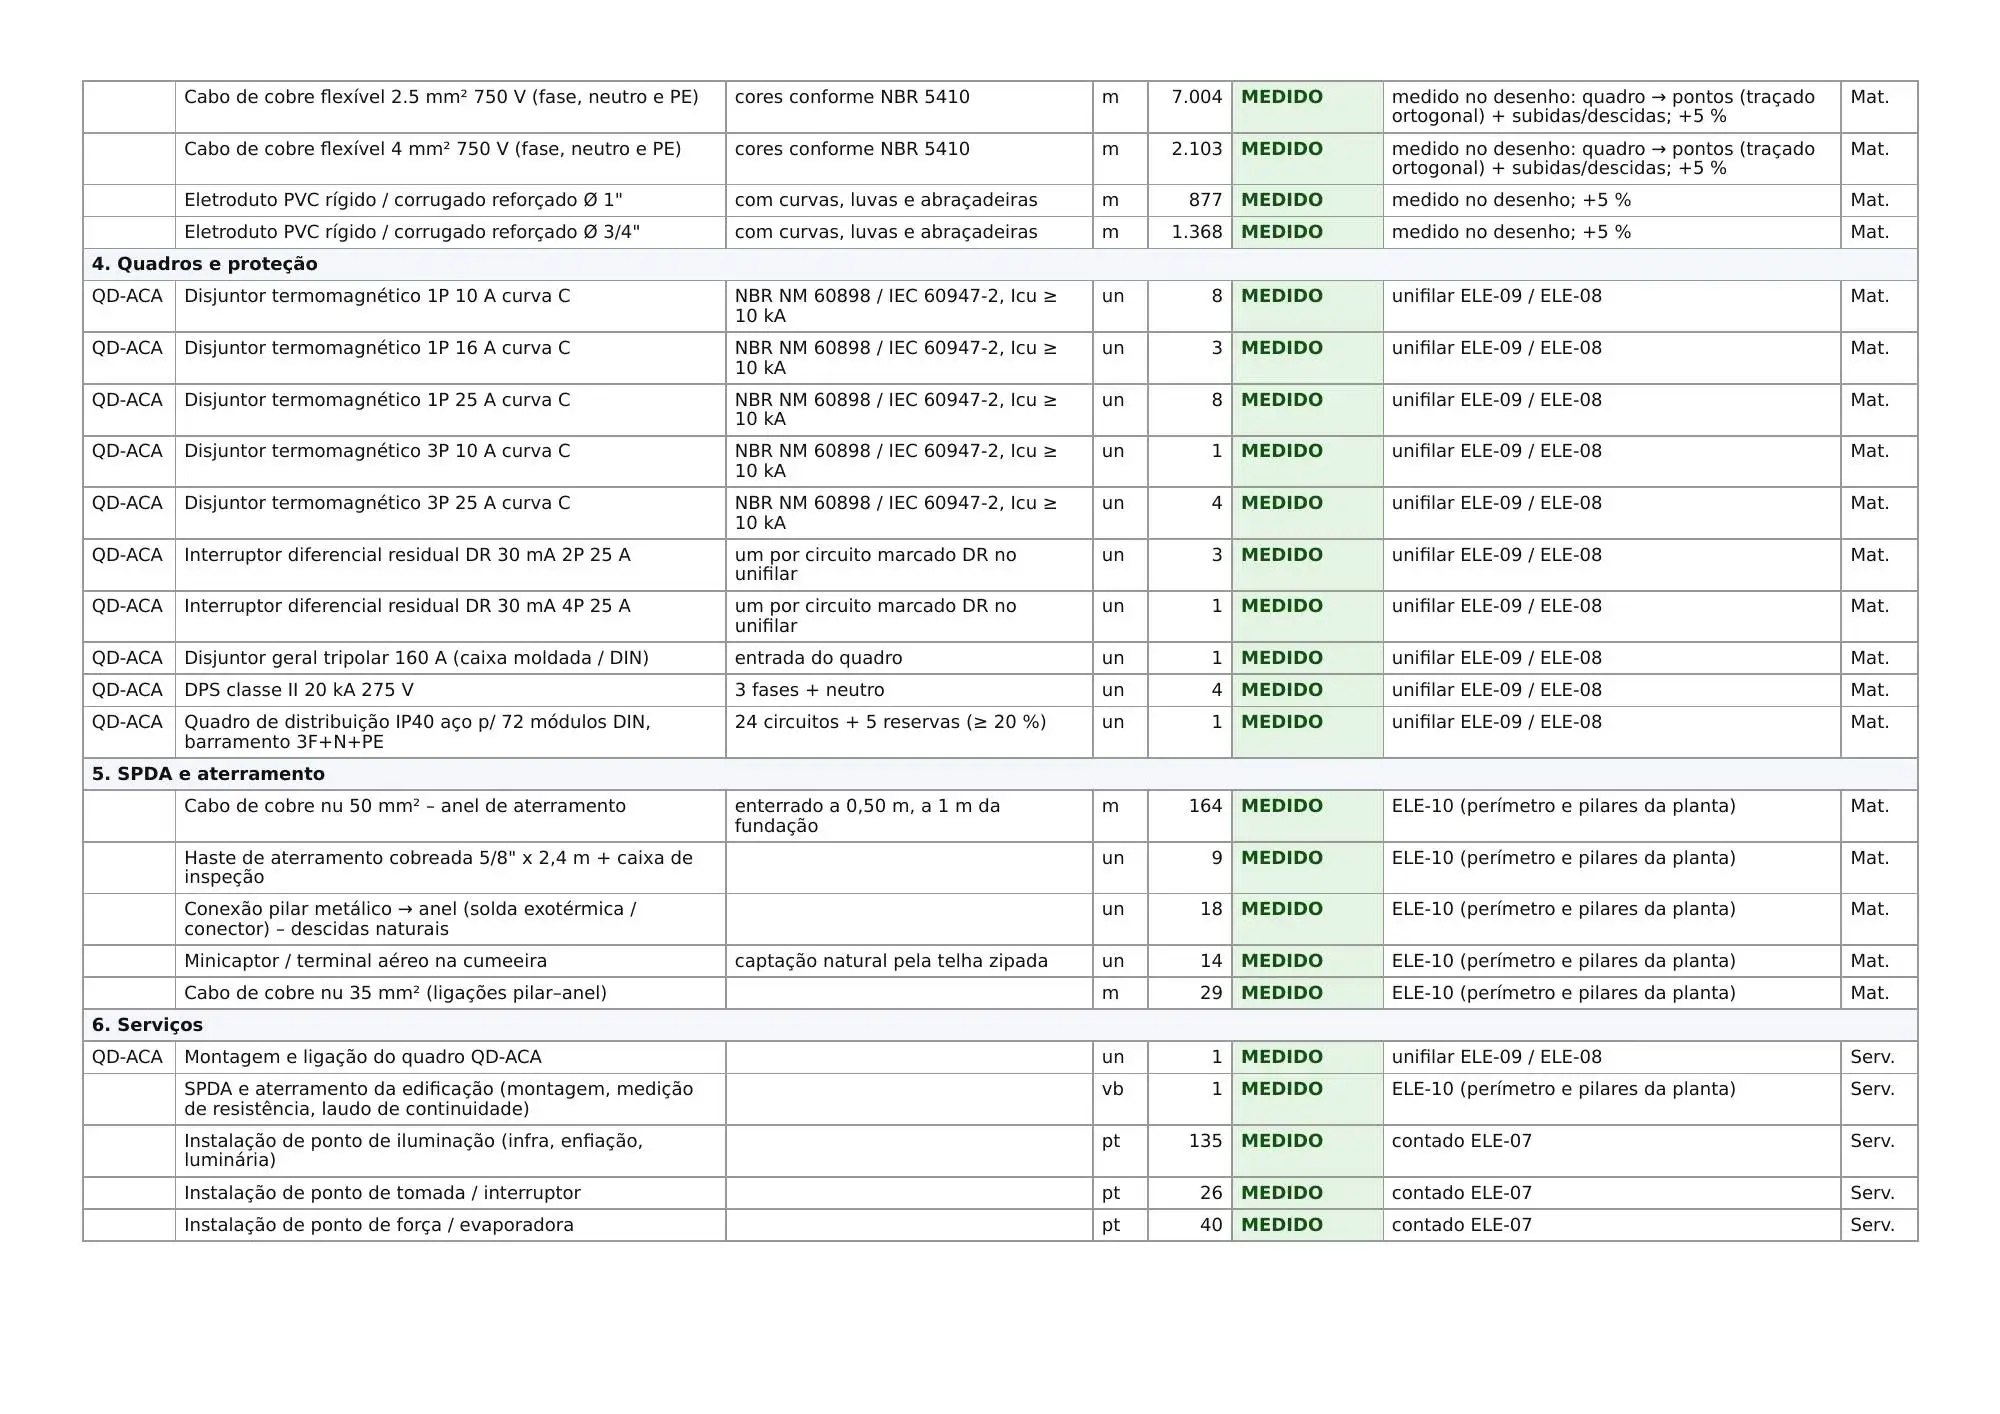 Cabo de cobre flexível 2.5 mm² 750 V (fase, neutro e PE) cores conforme NBR 5410 m 7.004 MEDIDO medido no desenho: quadro → pontos (traçado Mat.
ortogonal) + subidas/descidas; +5 %
Cabo de cobre flexível 4 mm² 750 V (fase, neutro e PE) cores conforme NBR 5410 m 2.103 MEDIDO medido no desenho: quadro → pontos (traçado Mat.
ortogonal) + subidas/descidas; +5 %
Eletroduto PVC rígido / corrugado reforçado Ø 1" com curvas, luvas e abraçadeiras m 877 MEDIDO medido no desenho; +5 % Mat.
Eletroduto PVC rígido / corrugado reforçado Ø 3/4" com curvas, luvas e abraçadeiras m 1.368 MEDIDO medido no desenho; +5 % Mat.
4. Quadros e proteção
QD-ACA Disjuntor termomagnético 1P 10 A curva C NBR NM 60898 / IEC 60947-2, Icu ≥ un 8 MEDIDO unifilar ELE-09 / ELE-08 Mat.
10 kA
QD-ACA Disjuntor termomagnético 1P 16 A curva C NBR NM 60898 / IEC 60947-2, Icu ≥ un 3 MEDIDO unifilar ELE-09 / ELE-08 Mat.
10 kA
QD-ACA Disjuntor termomagnético 1P 25 A curva C NBR NM 60898 / IEC 60947-2, Icu ≥ un 8 MEDIDO unifilar ELE-09 / ELE-08 Mat.
10 kA
QD-ACA Disjuntor termomagnético 3P 10 A curva C NBR NM 60898 / IEC 60947-2, Icu ≥ un 1 MEDIDO unifilar ELE-09 / ELE-08 Mat.
10 kA
QD-ACA Disjuntor termomagnético 3P 25 A curva C NBR NM 60898 / IEC 60947-2, Icu ≥ un 4 MEDIDO unifilar ELE-09 / ELE-08 Mat.
10 kA
QD-ACA Interruptor diferencial residual DR 30 mA 2P 25 A um por circuito marcado DR no un 3 MEDIDO unifilar ELE-09 / ELE-08 Mat.
unifilar
QD-ACA Interruptor diferencial residual DR 30 mA 4P 25 A um por circuito marcado DR no un 1 MEDIDO unifilar ELE-09 / ELE-08 Mat.
unifilar
QD-ACA Disjuntor geral tripolar 160 A (caixa moldada / DIN) entrada do quadro un 1 MEDIDO unifilar ELE-09 / ELE-08 Mat.
QD-ACA DPS classe II 20 kA 275 V 3 fases + neutro un 4 MEDIDO unifilar ELE-09 / ELE-08 Mat.
QD-ACA Quadro de distribuição IP40 aço p/ 72 módulos DIN, 24 circuitos + 5 reservas (≥ 20 %) un 1 MEDIDO unifilar ELE-09 / ELE-08 Mat.
barramento 3F+N+PE
5. SPDA e aterramento
Cabo de cobre nu 50 mm² – anel de aterramento enterrado a 0,50 m, a 1 m da m 164 MEDIDO ELE-10 (perímetro e pilares da planta) Mat.
fundação
Haste de aterramento cobreada 5/8" x 2,4 m + caixa de un 9 MEDIDO ELE-10 (perímetro e pilares da planta) Mat.
inspeção
Conexão pilar metálico → anel (solda exotérmica / un 18 MEDIDO ELE-10 (perímetro e pilares da planta) Mat.
conector) – descidas naturais
Minicaptor / terminal aéreo na cumeeira captação natural pela telha zipada un 14 MEDIDO ELE-10 (perímetro e pilares da planta) Mat.
Cabo de cobre nu 35 mm² (ligações pilar–anel) m 29 MEDIDO ELE-10 (perímetro e pilares da planta) Mat.
6. Serviços
QD-ACA Montagem e ligação do quadro QD-ACA un 1 MEDIDO unifilar ELE-09 / ELE-08 Serv.
SPDA e aterramento da edificação (montagem, medição vb 1 MEDIDO ELE-10 (perímetro e pilares da planta) Serv.
de resistência, laudo de continuidade)
Instalação de ponto de iluminação (infra, enfiação, pt 135 MEDIDO contado ELE-07 Serv.
luminária)
Instalação de ponto de tomada / interruptor pt 26 MEDIDO contado ELE-07 Serv.
Instalação de ponto de força / evaporadora pt 40 MEDIDO contado ELE-07 Serv.